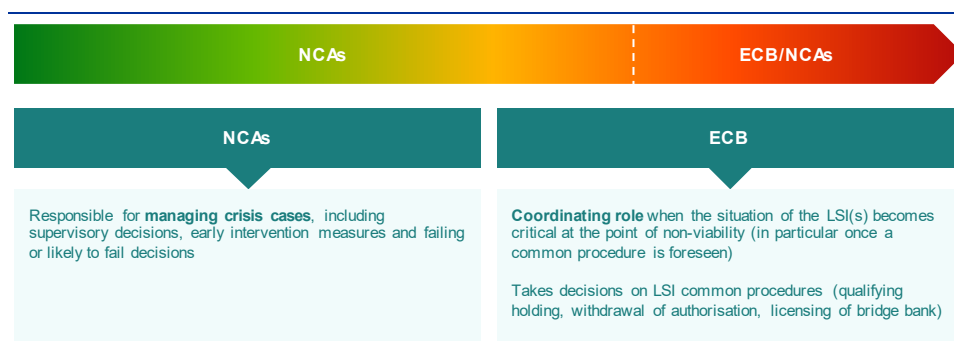 NCAs
ECB/NCAs
NCAs
ECB
Responsible for managing crisis cases, including
supervisory decisions, early intervention measures and failing
or likely to fail decisions
Coordinating role when the situation of the LSI(s) becomes
critical at the point of non-viability (in particular once a
common procedure is foreseen)
Takes decisions on LSI common procedures (qualifying
holding, withdrawal of authorisation, licensing of bridge bank)